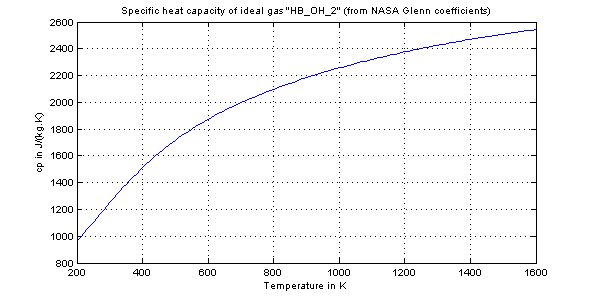 Specific heat capacity of ideal gas "HB_OH_2" (from NASA Glenn coefficients)
2600
2400
2200
2000
1800
1600
1400
1200
1000
800
cp in J/(kg.K)
200 400 600 800 1000 1200 1400 1600
Temperature in K